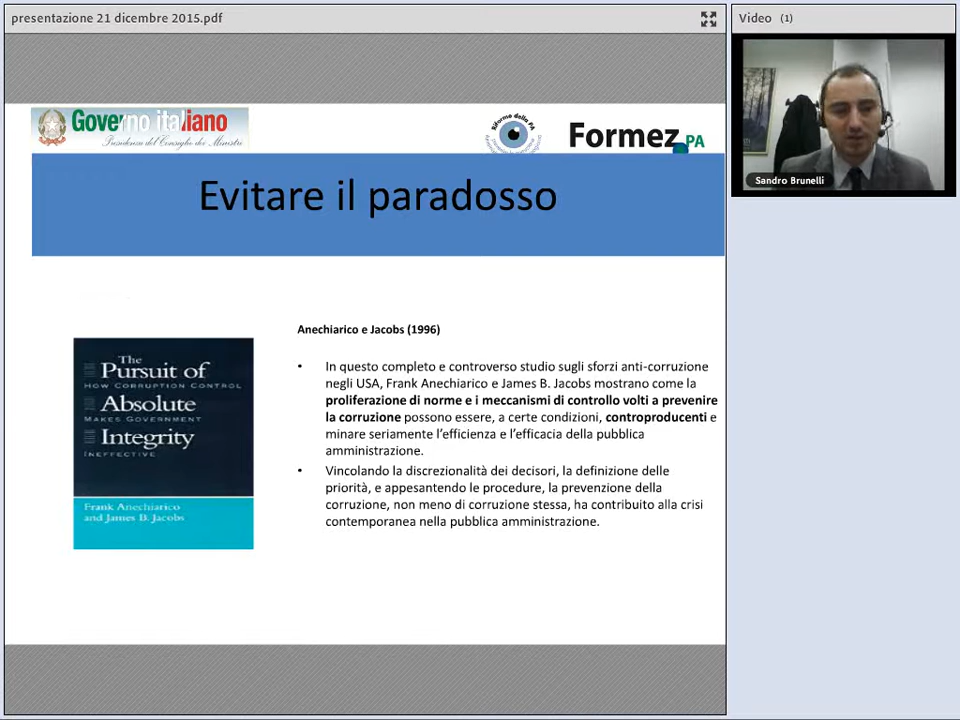 presentazione 21 dicembre 2015.pdf
Video (1)
Governo italiano
Presidenza del Consiglio dei Ministri
Riforme della PA
Formez PA
Sandro Brunelli
Evitare il paradosso
Anechiarico e Jacobs (1996)
• In questo completo e controverso studio sugli sforzi anti-corruzione
negli USA, Frank Anechiarico e James B. Jacobs mostrano come la
proliferazione di norme e i meccanismi di controllo volti a prevenire
la corruzione possono essere, a certe condizioni, controproducenti e
minare seriamente l'efficienza e l'efficacia della pubblica
amministrazione.
• Vincolando la discrezionalità dei decisori, la definizione delle
priorità, e appesantendo le procedure, la prevenzione della
corruzione, non meno di corruzione stessa, ha contribuito alla crisi
contemporanea nella pubblica amministrazione.
The
Pursuit of
HOW CORRUPTION CONTROL
Absolute
MAKES GOVERNMENT
Integrity
INEFFECTIVE
Frank Anechiarico
and James B. Jacobs